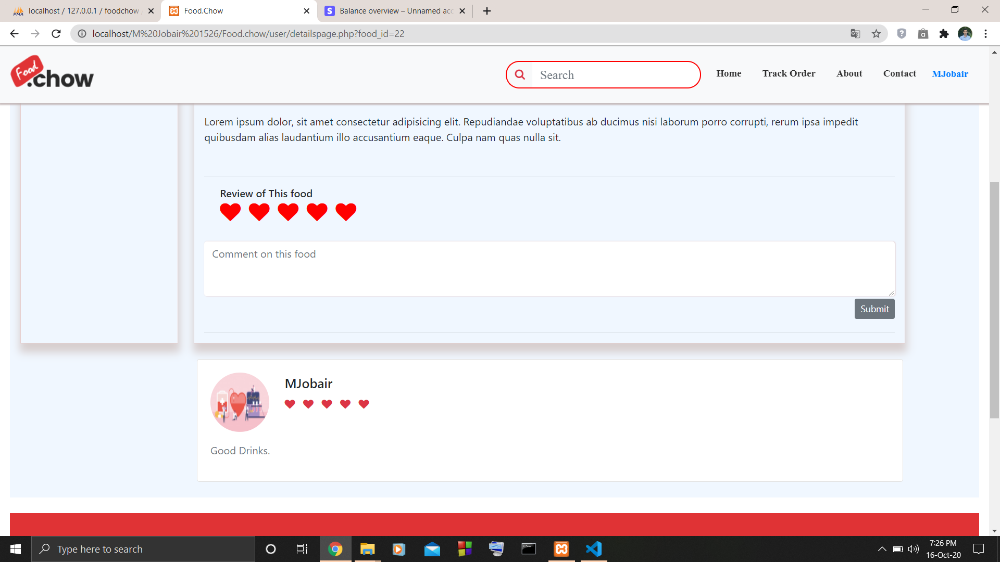 localhost / 127.0.0.1 / foodchow
Food.Chow
Balance overview – Unnamed acc
localhost/M%20Jobair%201526/Food.chow/user/detailspage.php?food_id=22
Food
.chow
Search
Home
Track Order
About
Contact
MJobair
Lorem ipsum dolor, sit amet consectetur adipisicing elit. Repudiandae voluptatibus ab ducimus nisi laborum porro corrupti, rerum ipsa impedit
quibusdam alias laudantium illo accusantium eaque. Culpa nam quas nulla sit.
Review of This food
Comment on this food
Submit
MJobair
Good Drinks.
Type here to search
7:26 PM
16-Oct-20